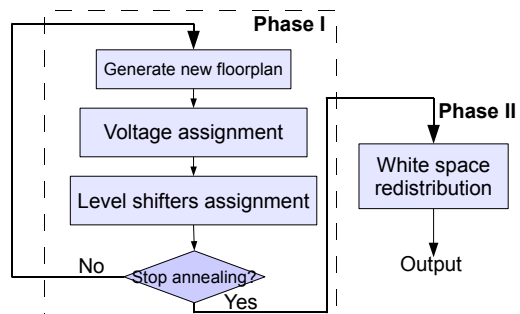 Phase I
Generate new floorplan
Voltage assignment
Level shifters assignment
Stop annealing?
No
Yes
Phase II
White space
redistribution
Output